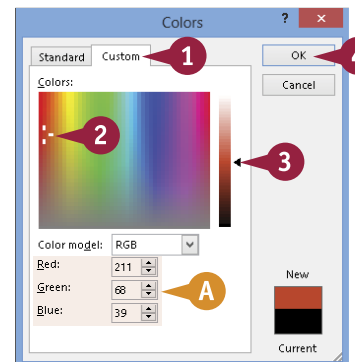 Colors ? ×
Standard Custom 1 OK 4
Colors: Cancel
2
3
Color model: RGB
Red: 211
Green: 68 A New
Blue: 39
Current